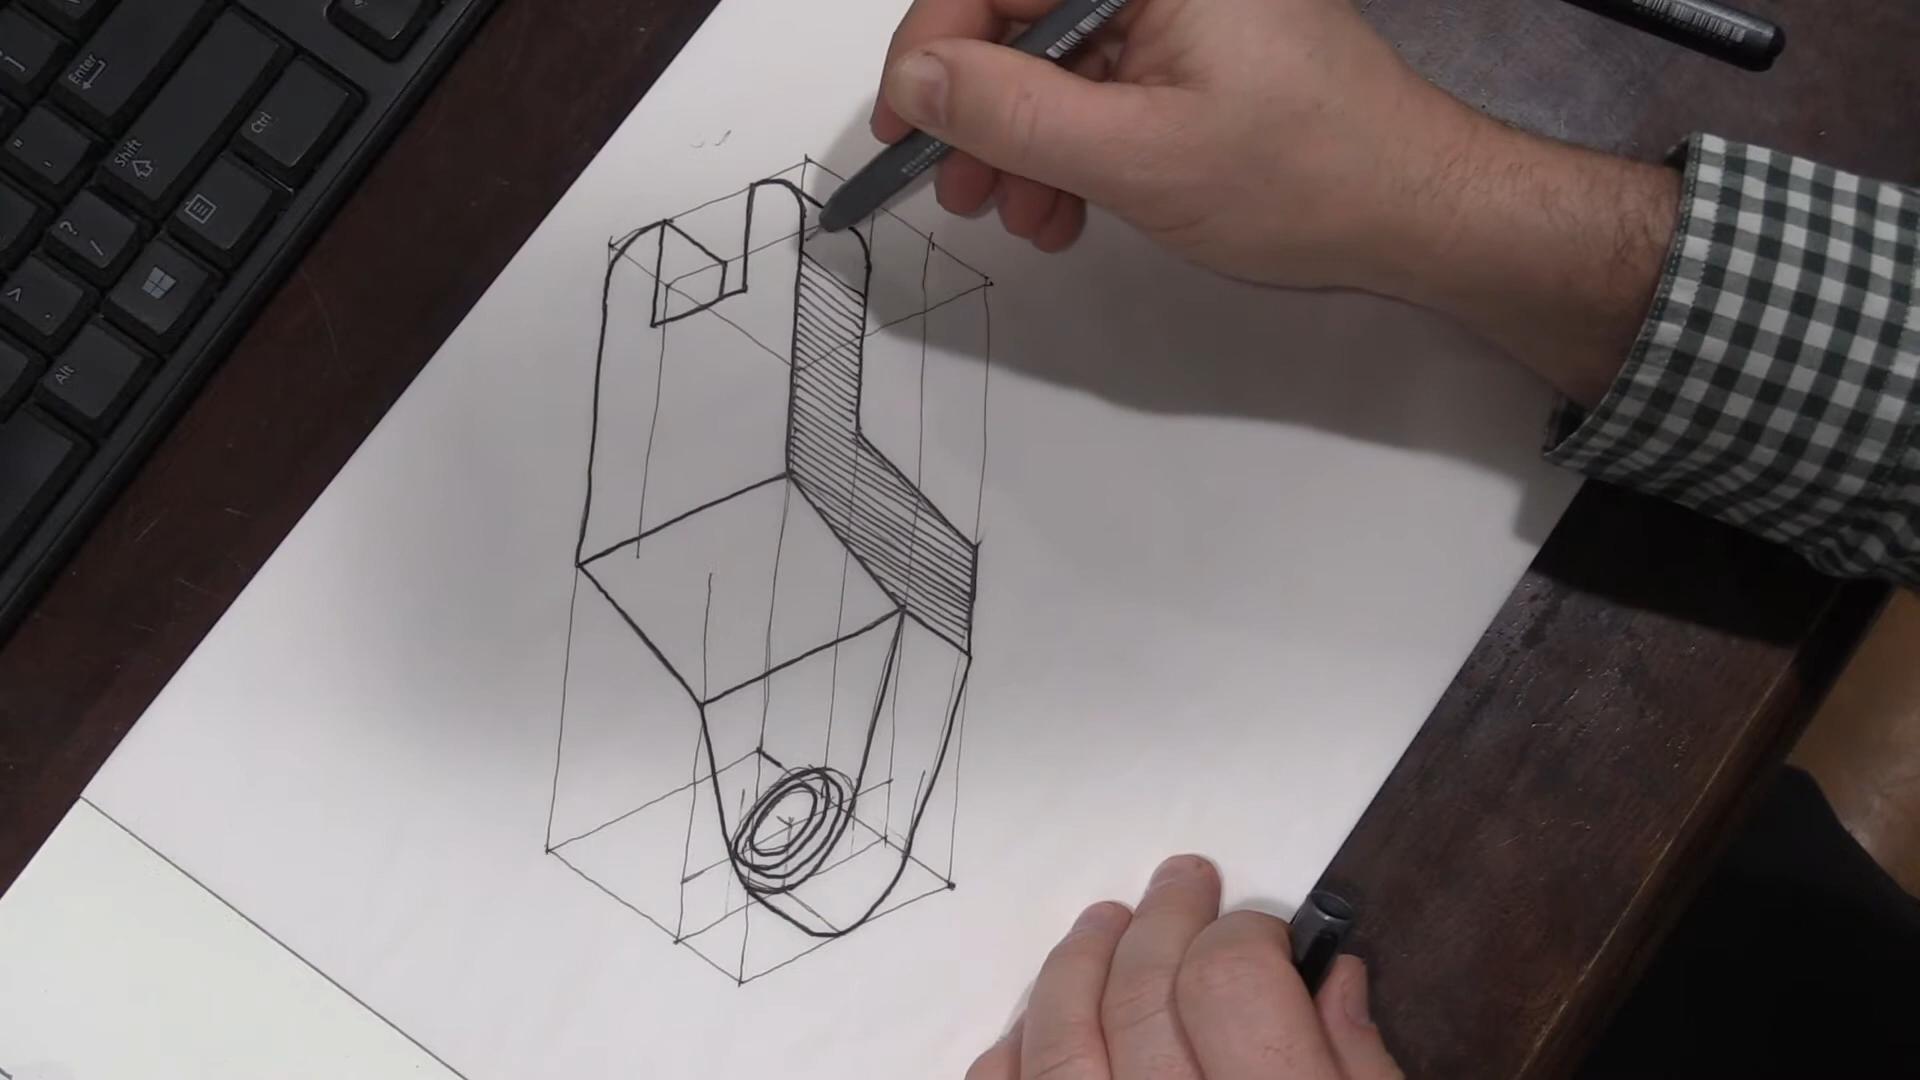 ]
Enter
"
'
Shift
Ctrl
?
/
>
Alt